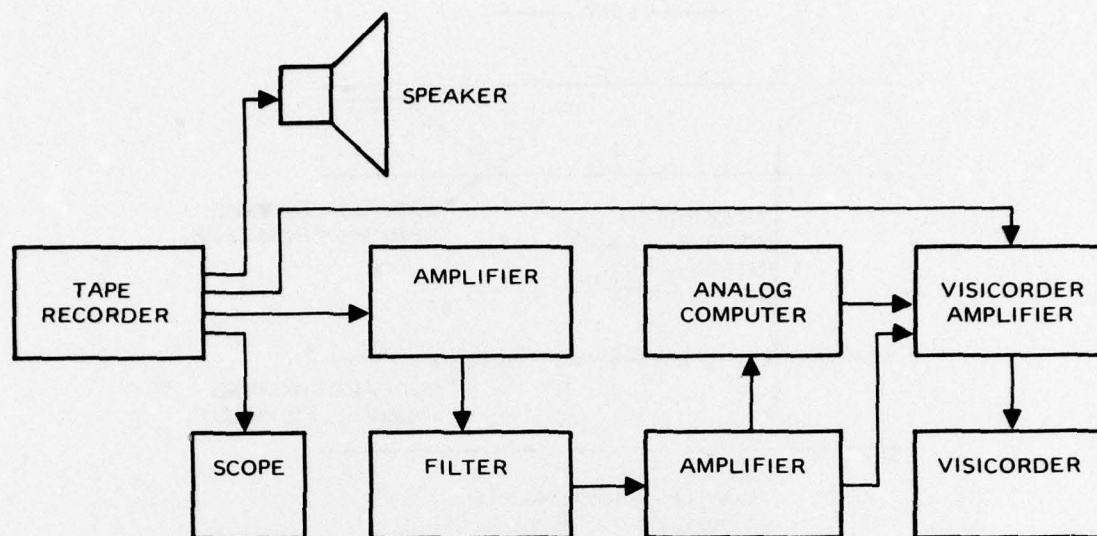 SPEAKER
TAPE
RECORDER
AMPLIFIER
ANALOG
COMPUTER
VISICORDER
AMPLIFIER
SCOPE
FILTER
AMPLIFIER
VISICORDER